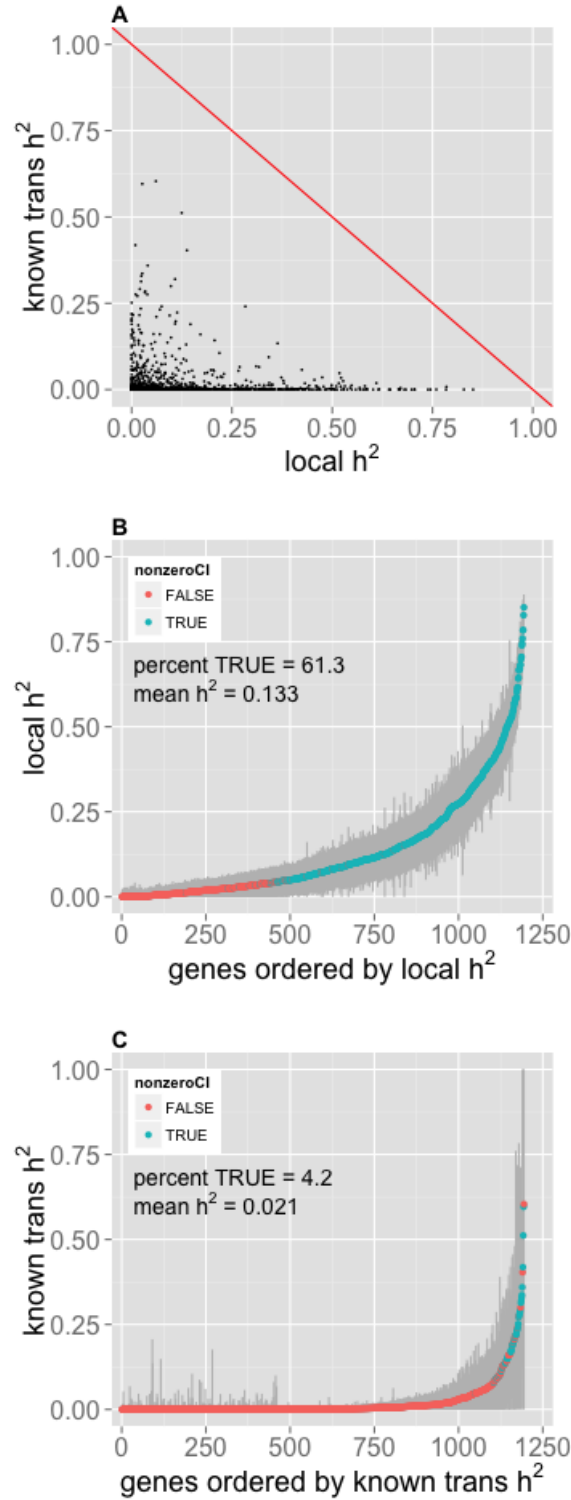 A
1.00
0.75
0.50
0.25
0.00
known trans h²
0.00 0.25 0.50 0.75 1.00
local h²
B
1.00
0.75
0.50
0.25
0.00
local h²
nonzeroCI
FALSE
TRUE
percent TRUE = 61.3
mean h² = 0.133
0 250 500 750 1000 1250
genes ordered by local h²
C
1.00
0.75
0.50
0.25
0.00
known trans h²
nonzeroCI
FALSE
TRUE
percent TRUE = 4.2
mean h² = 0.021
0 250 500 750 1000 1250
genes ordered by known trans h²